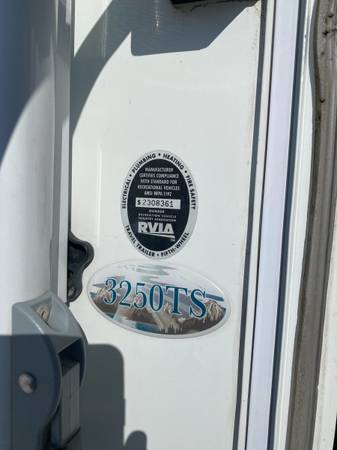 ELECTRICAL • PLUMBING • HEATING • FIRE SAFETY
MANUFACTURER
CERTIFIES COMPLIANCE
WITH STANDARD FOR
RECREATIONAL VEHICLES
ANSI NFPA 1192
S 2308361
NUMBER
RECREATION VEHICLE
INDUSTRY ASSOCIATION
RVIA
TRAVEL TRAILER • FIFTH-WHEEL
3250TS